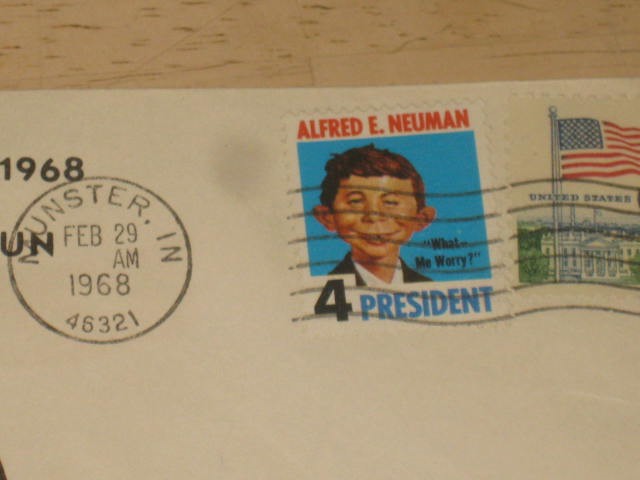 1968
UN
MUNSTER, IN
FEB 29
AM
1968
46321
ALFRED E. NEUMAN
"What—
Me Worry?"
4 PRESIDENT
UNITED STATES